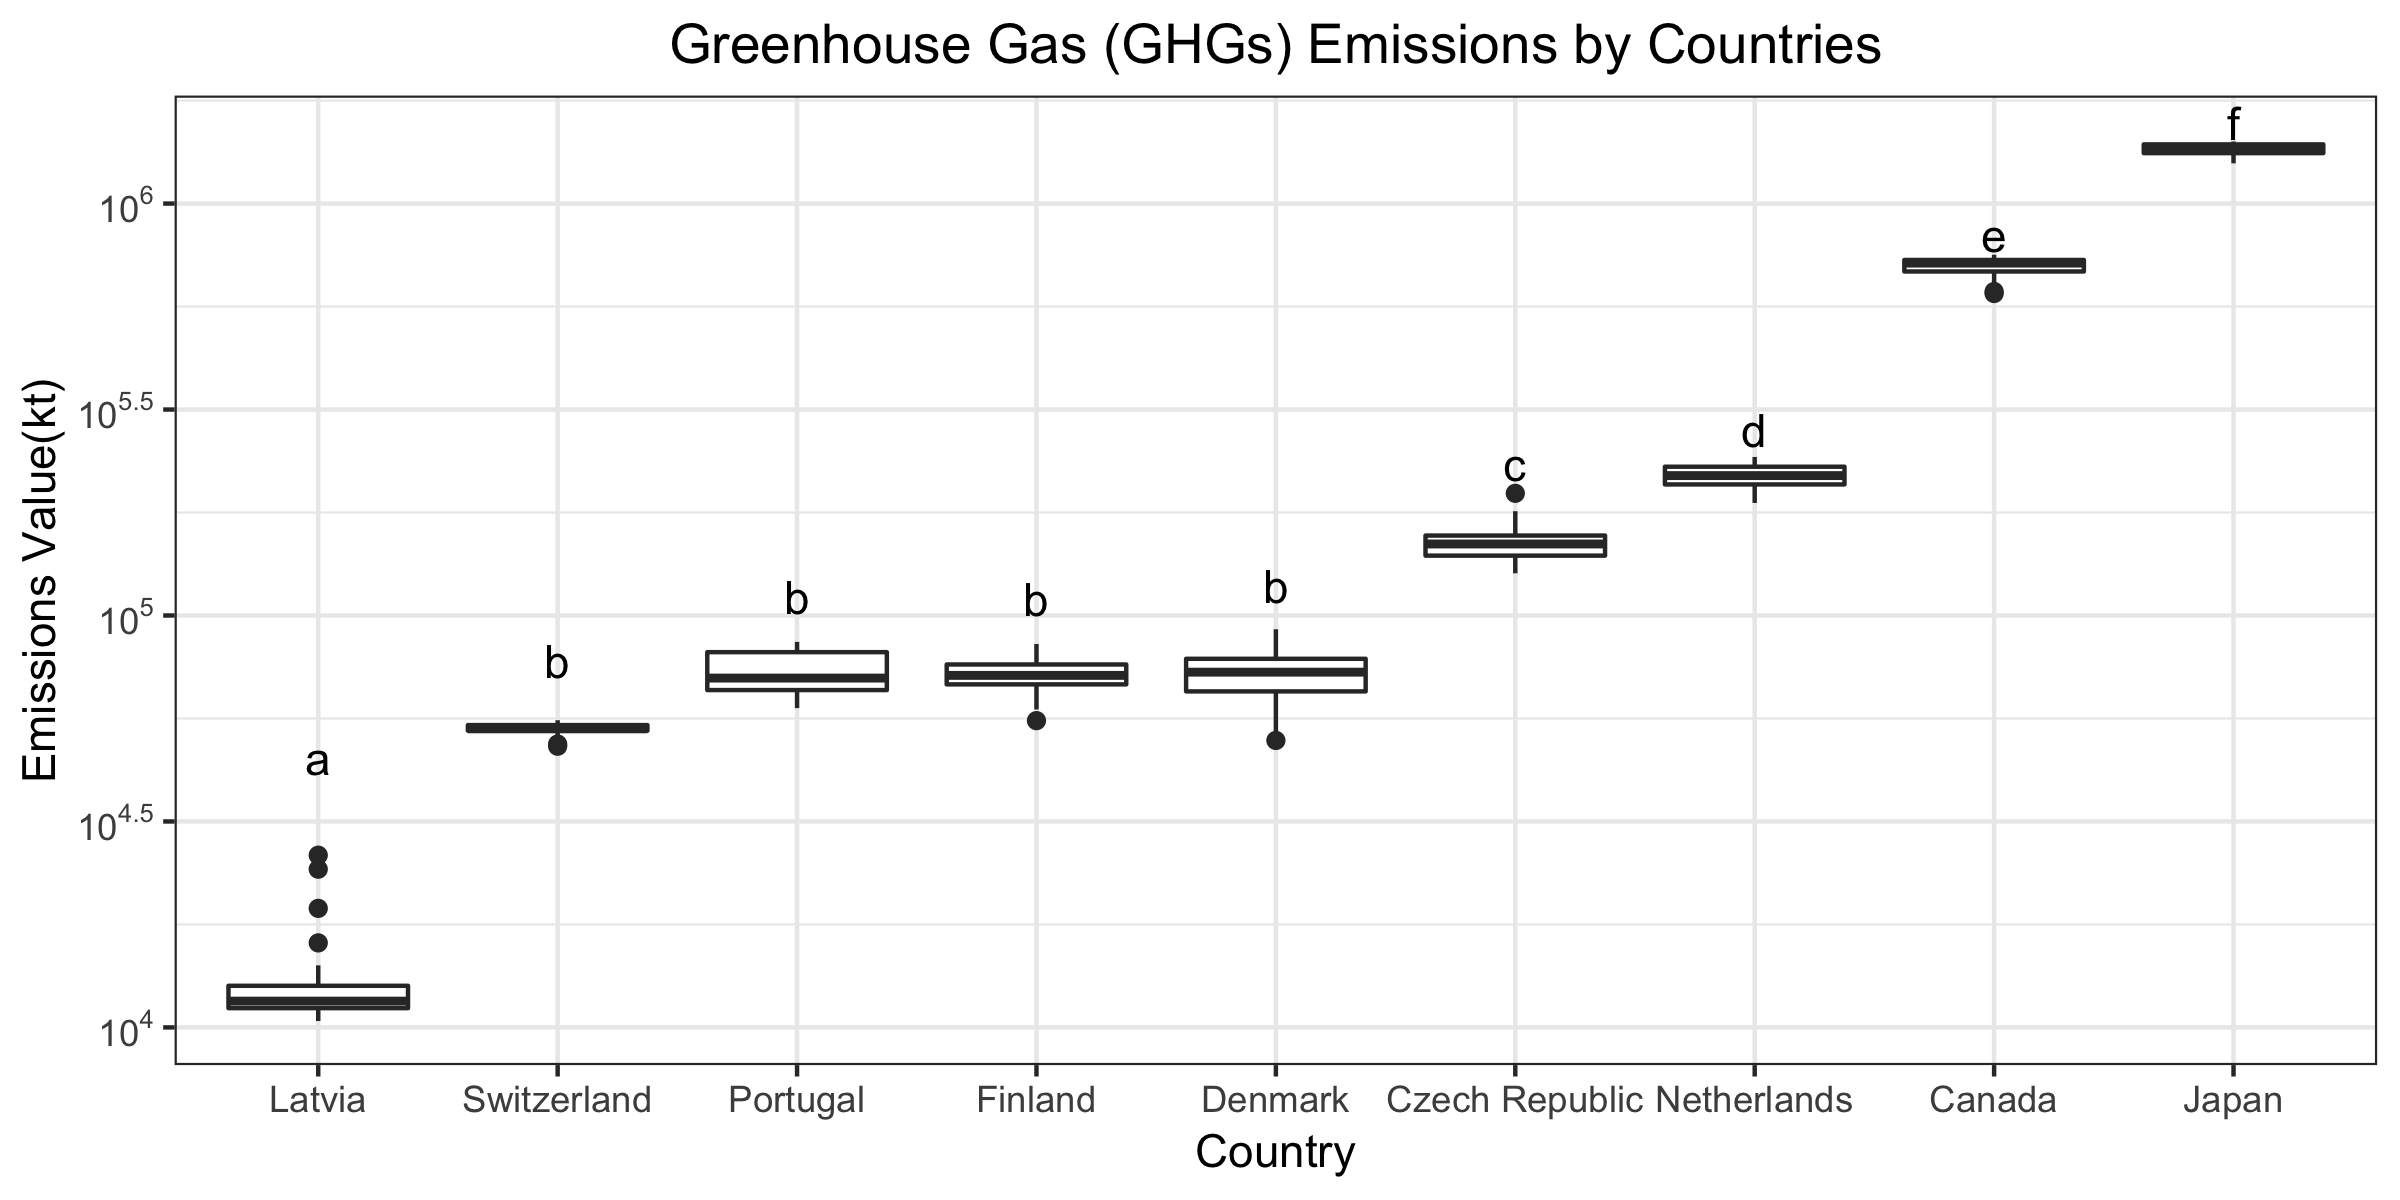 Greenhouse Gas (GHGs) Emissions by Countries
f
10^6
e
10^5.5
d
c
Emissions Value(kt)
b b b
10^5
b
a
10^4.5
10^4
Latvia Switzerland Portugal Finland Denmark Czech Republic Netherlands Canada Japan
Country